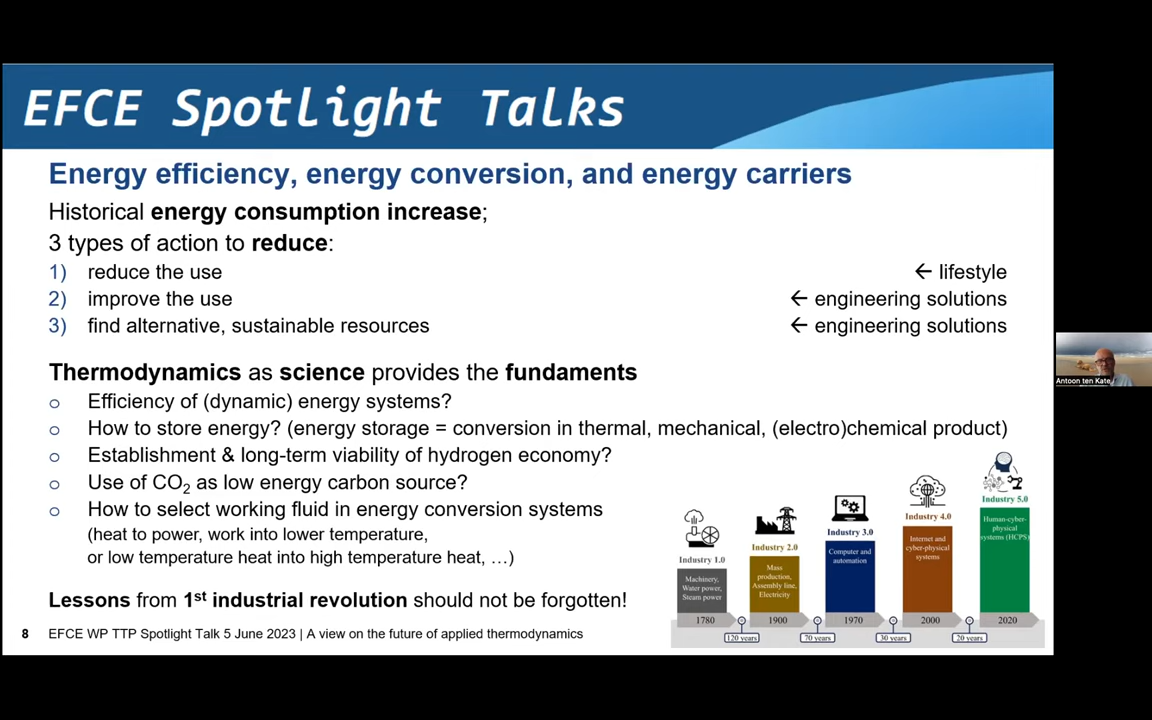 EFCE Spotlight Talks
Energy efficiency, energy conversion, and energy carriers
Historical energy consumption increase;
3 types of action to reduce:
1) reduce the use ← lifestyle
2) improve the use ← engineering solutions
3) find alternative, sustainable resources ← engineering solutions
Thermodynamics as science provides the fundaments
o Efficiency of (dynamic) energy systems?
o How to store energy? (energy storage = conversion in thermal, mechanical, (electro)chemical product)
o Establishment & long-term viability of hydrogen economy?
o Use of CO₂ as low energy carbon source?
o How to select working fluid in energy conversion systems
(heat to power, work into lower temperature,
or low temperature heat into high temperature heat, …)
Lessons from 1st industrial revolution should not be forgotten!
8 EFCE WP TTP Spotlight Talk 5 June 2023 | A view on the future of applied thermodynamics
Industry 1.0
Machinery,
Water power,
Steam power
1780
120 years
Industry 2.0
Mass
production,
Assembly line,
Electricity
1900
70 years
Industry 3.0
Computer and
automation
1970
30 years
Industry 4.0
Internet and
cyber-physical
systems
2000
20 years
Industry 5.0
Human-cyber-
physical
systems (HCPS)
2020
Antoon ten Kate